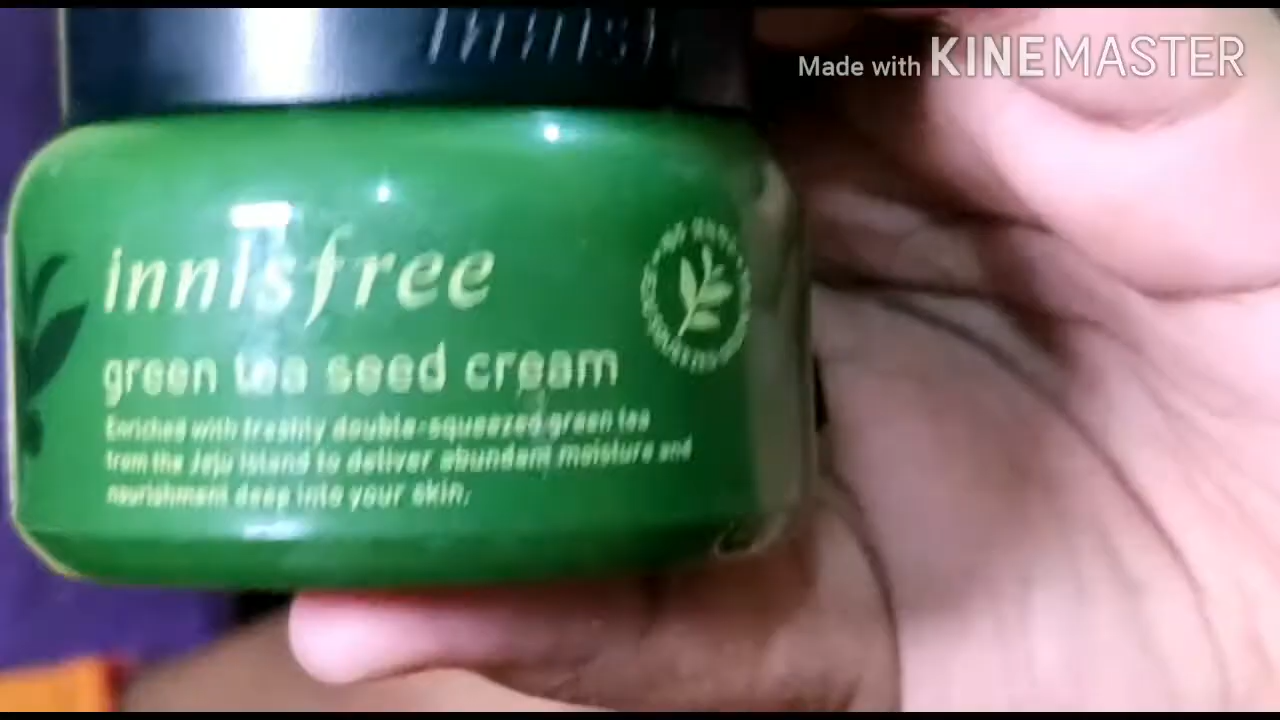 innisf
Made with KINEMASTER
innisfree
green tea seed cream
Enriched with freshly double-squeezed green tea
from the Jeju Island to deliver abundant moisture and
nourishment deep into your skin.